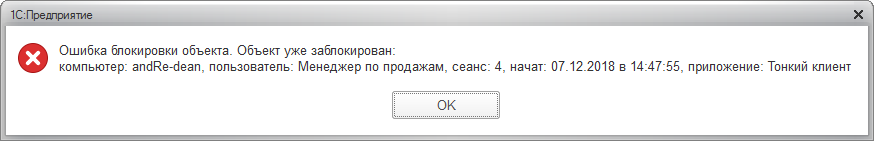 1С:Предприятие
Ошибка блокировки объекта. Объект уже заблокирован:
компьютер: andRe-dean, пользователь: Менеджер по продажам, сеанс: 4, начат: 07.12.2018 в 14:47:55, приложение: Тонкий клиент
OK